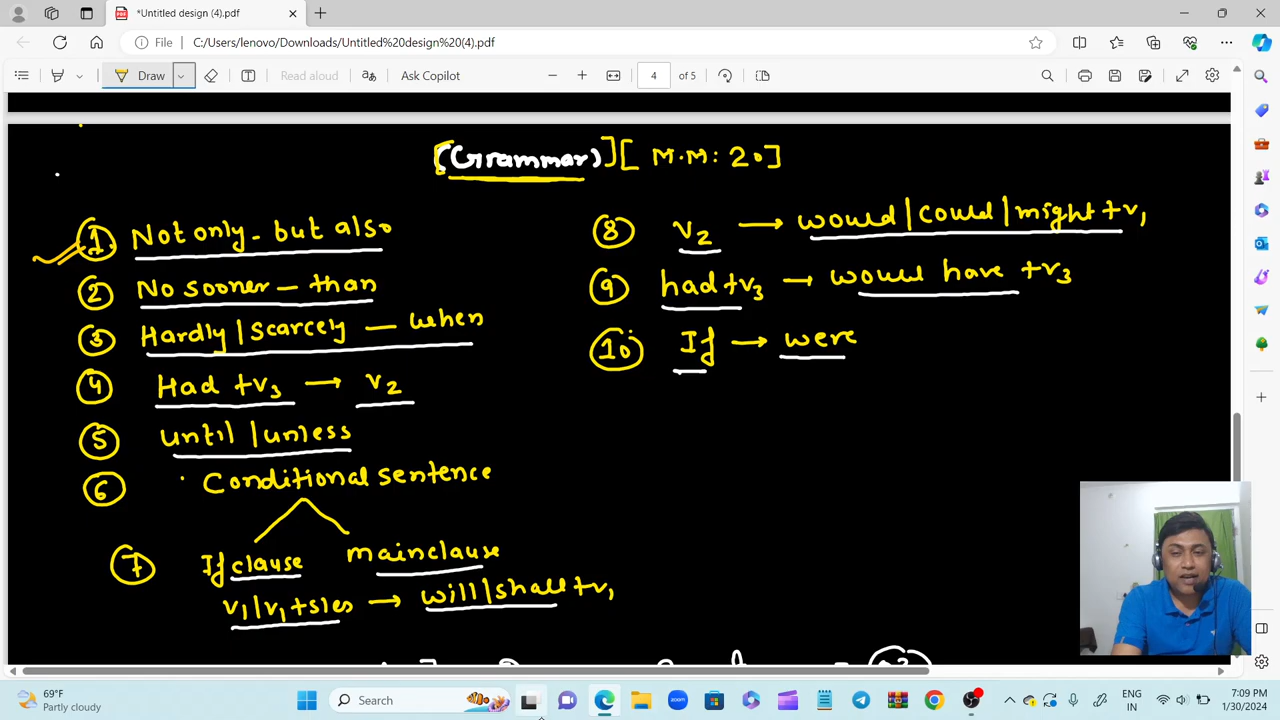 *Untitled design (4).pdf
File C:/Users/lenovo/Downloads/Untitled%20design%20(4).pdf
Draw Read aloud Ask Copilot 4 of 5
(Grammar)][ M.M: 20]
1 Not only - but also
2 No sooner - than
3 Hardly|scarcely - when
4 Had +v3 → v2
5 until|unless
6 Conditional sentence
7 If clause main clause
v1|v1+s|es → will|shall +v1
8 v2 → would|could|might +v1
9 had +v3 → would have +v3
10 If → were
69°F
Partly cloudy
Search
zoom
ENG
IN
7:09 PM
1/30/2024